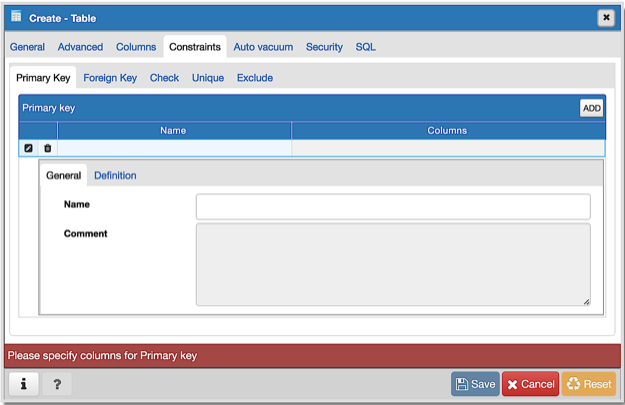 Create - Table
General Advanced Columns Constraints Auto vacuum Security SQL
Primary Key Foreign Key Check Unique Exclude
Primary key ADD
Name Columns
General Definition
Name
Comment
Please specify columns for Primary key
i ? Save Cancel Reset